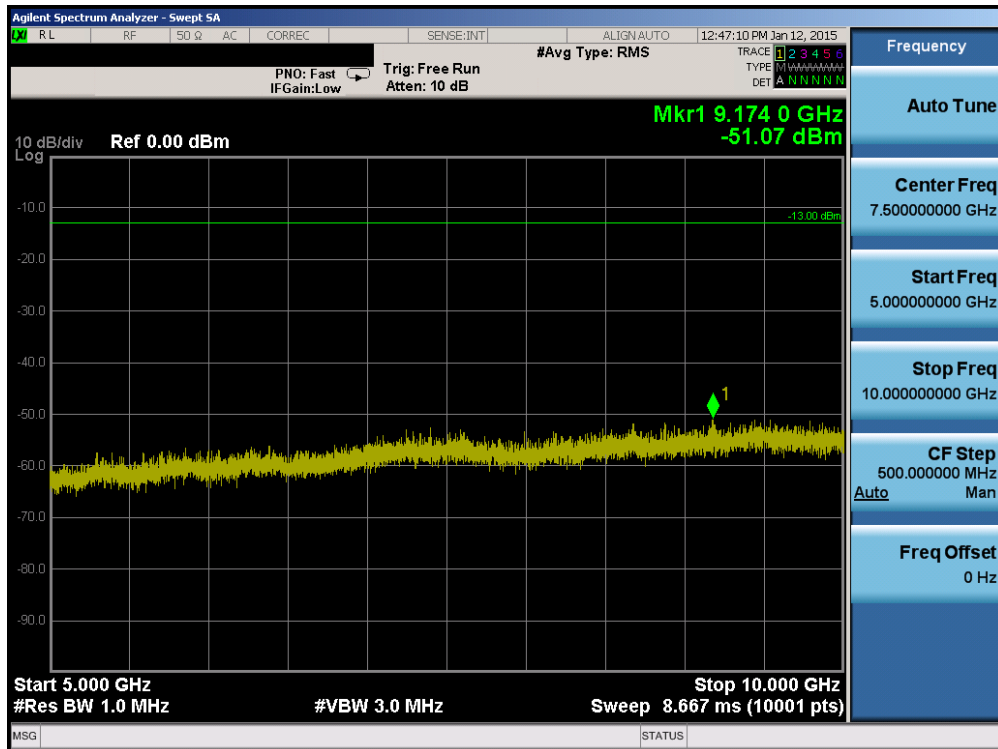 Agilent Spectrum Analyzer - Swept SA
LXI RL RF 50 Ω AC CORREC SENSE:INT ALIGN AUTO 12:47:10 PM Jan 12, 2015
#Avg Type: RMS TRACE 1 2 3 4 5 6
PNO: Fast Trig: Free Run TYPE M WWWWW
IFGain:Low Atten: 10 dB DET A N N N N N
Mkr1 9.174 0 GHz
-51.07 dBm
10 dB/div Ref 0.00 dBm
Log
-10.0
-13.00 dBm
-20.0
-30.0
-40.0
1
-50.0
-60.0
-70.0
-80.0
-90.0
Start 5.000 GHz Stop 10.000 GHz
#Res BW 1.0 MHz #VBW 3.0 MHz Sweep 8.667 ms (10001 pts)
MSG STATUS
Frequency
Auto Tune
Center Freq
7.500000000 GHz
Start Freq
5.000000000 GHz
Stop Freq
10.000000000 GHz
CF Step
500.000000 MHz
Auto Man
Freq Offset
0 Hz